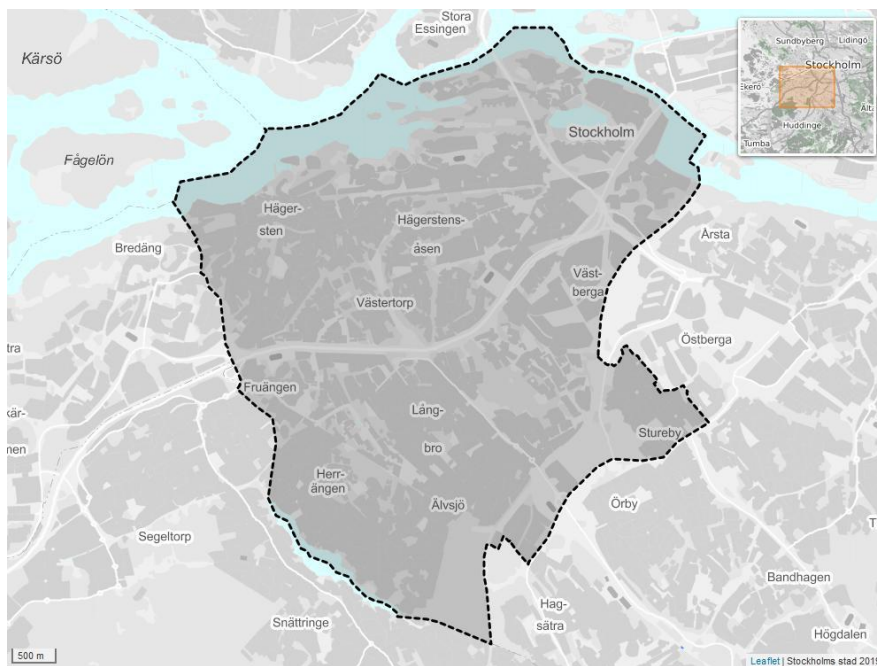 Kärsö
Stora
Essingen
Sundbyberg
Lidingö
Stockholm
Huddinge
Tumba
Fågelön
Stockholm
Häger-
sten
Hägerstens-
åsen
Bredäng
Årsta
Väst-
berga
Västertorp
Östberga
Fruängen
Lång-
bro
Stureby
Herr-
ängen
Älvsjö
Örby
Segeltorp
Bandhagen
Hag-
sätra
Snättringe
Högdalen
500 m
Leaflet | Stockholms stad 2019